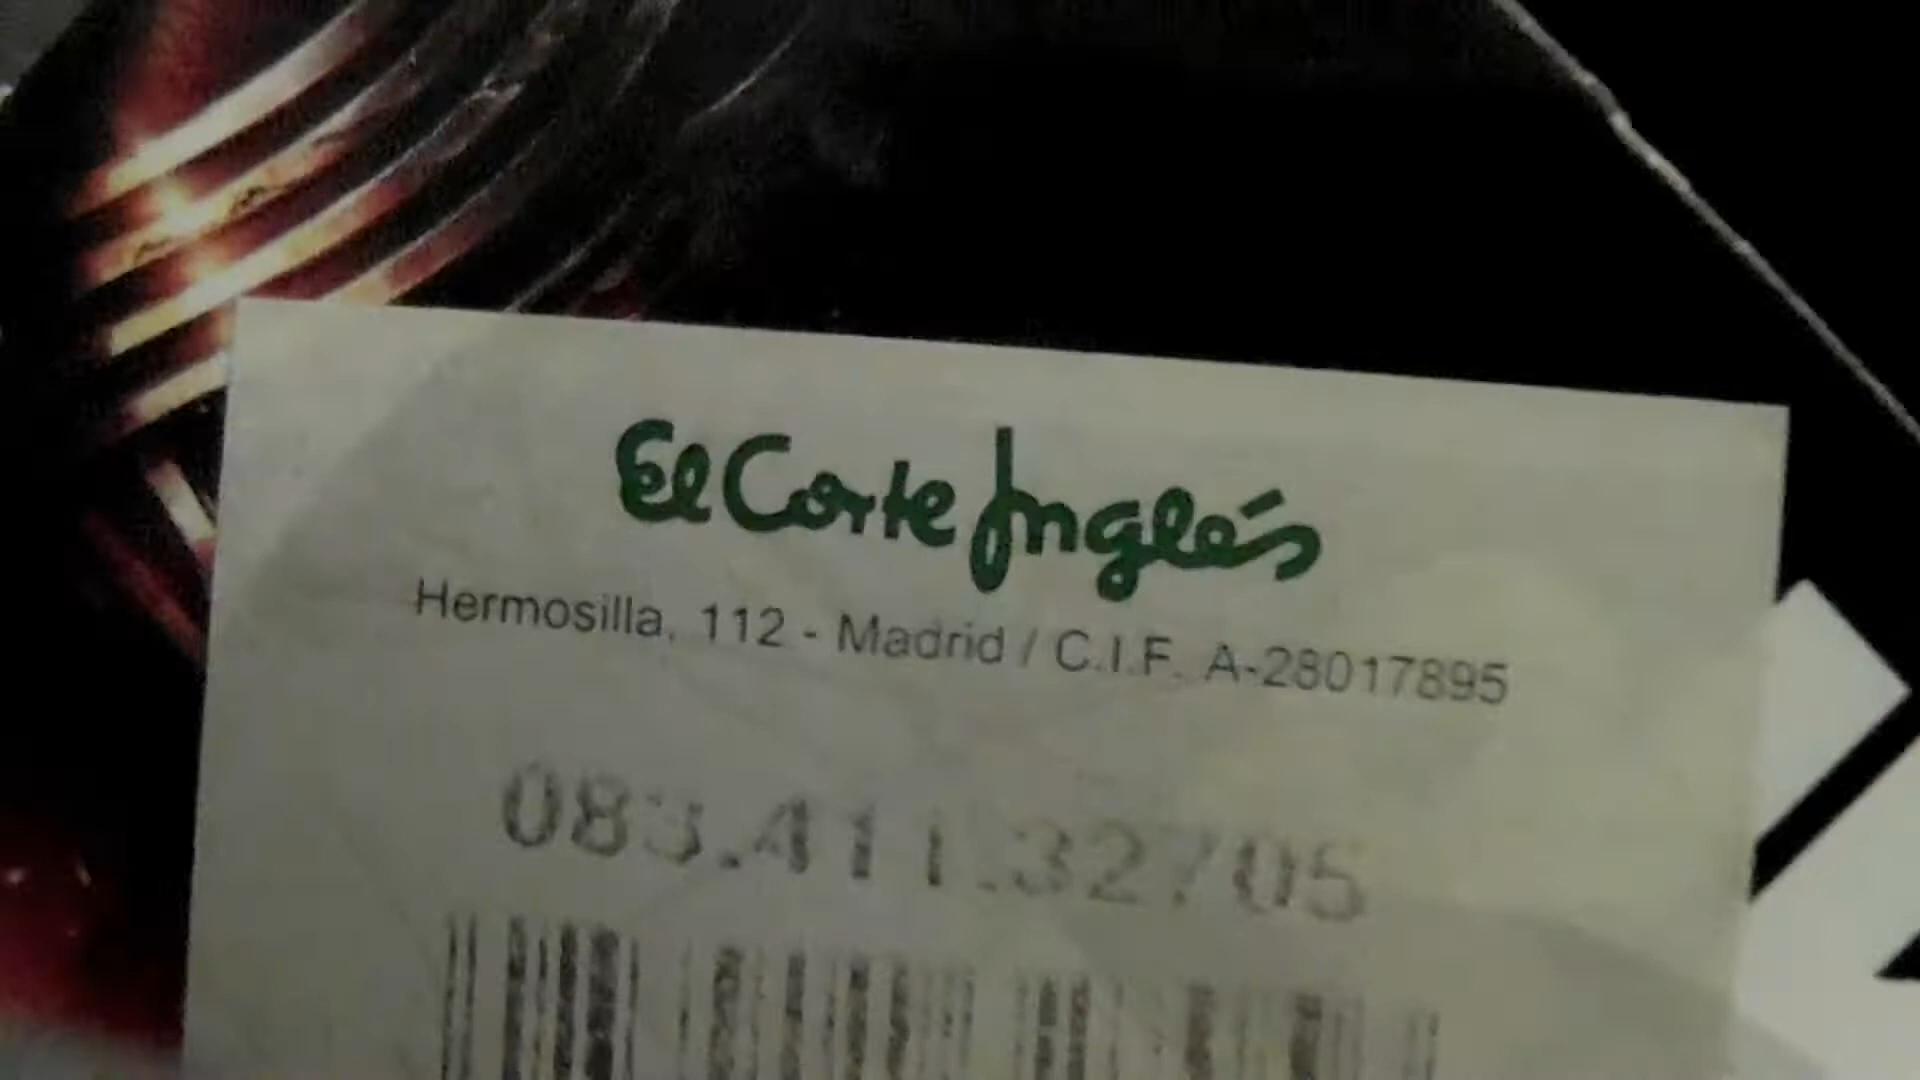 El Corte Inglés
Hermosilla, 112 - Madrid / C.I.F. A-28017895
083.411.32705